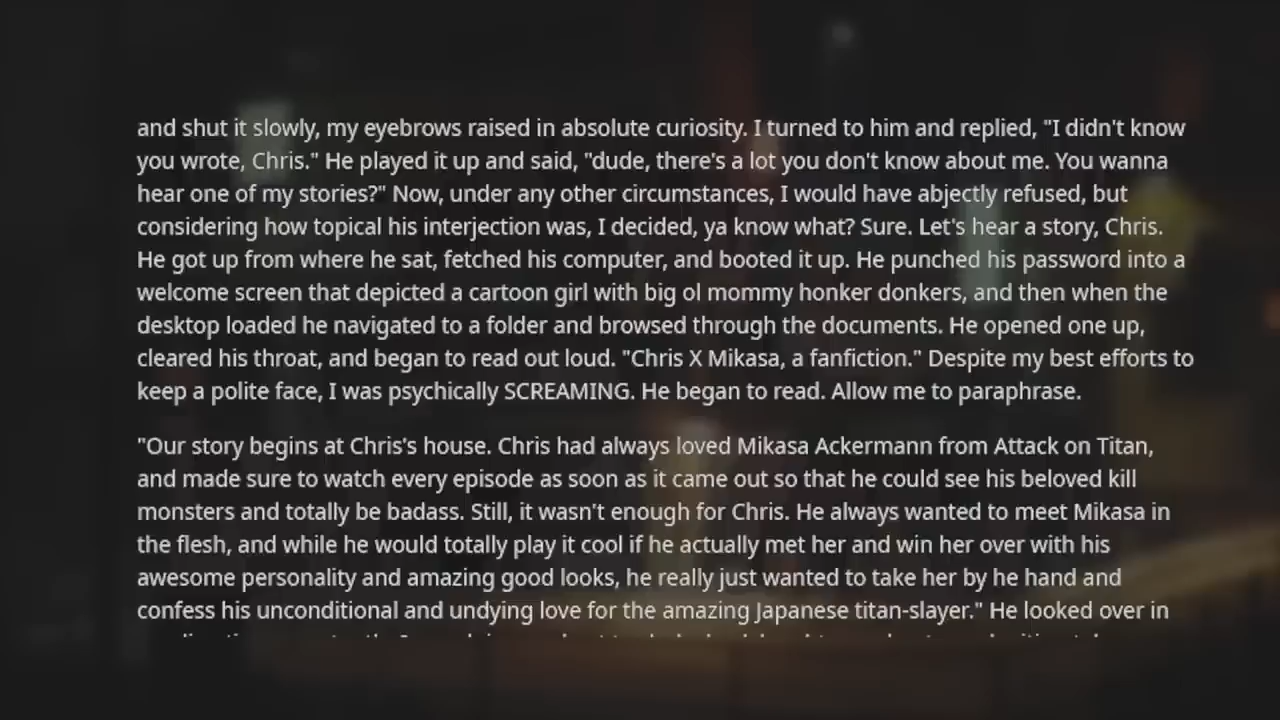 and shut it slowly, my eyebrows raised in absolute curiosity. I turned to him and replied, "I didn't know
you wrote, Chris." He played it up and said, "dude, there's a lot you don't know about me. You wanna
hear one of my stories?" Now, under any other circumstances, I would have abjectly refused, but
considering how topical his interjection was, I decided, ya know what? Sure. Let's hear a story, Chris.
He got up from where he sat, fetched his computer, and booted it up. He punched his password into a
welcome screen that depicted a cartoon girl with big ol mommy honker donkers, and then when the
desktop loaded he navigated to a folder and browsed through the documents. He opened one up,
cleared his throat, and began to read out loud. "Chris X Mikasa, a fanfiction." Despite my best efforts to
keep a polite face, I was psychically SCREAMING. He began to read. Allow me to paraphrase.
"Our story begins at Chris's house. Chris had always loved Mikasa Ackermann from Attack on Titan,
and made sure to watch every episode as soon as it came out so that he could see his beloved kill
monsters and totally be badass. Still, it wasn't enough for Chris. He always wanted to meet Mikasa in
the flesh, and while he would totally play it cool if he actually met her and win her over with his
awesome personality and amazing good looks, he really just wanted to take her by he hand and
confess his unconditional and undying love for the amazing Japanese titan-slayer." He looked over in